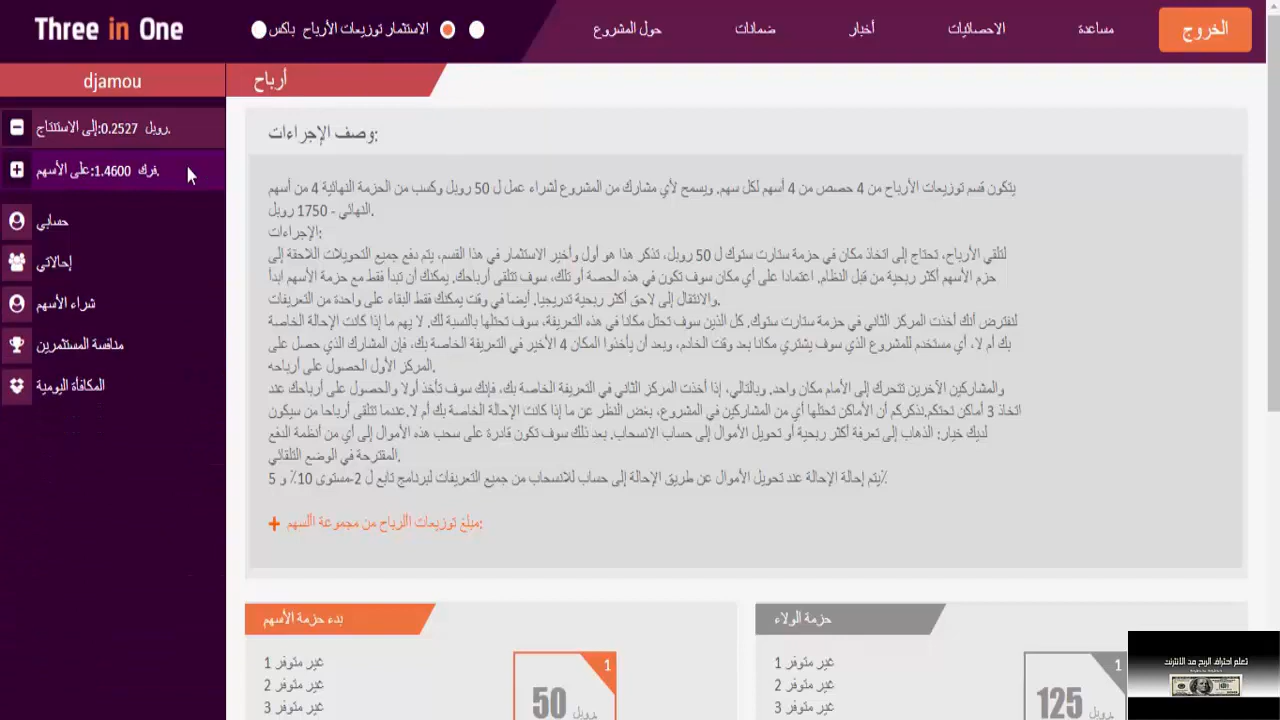 Three in One
الاستثمار توزيعات الأرباح باكس
حول المشروع
ضمانات
أخبار
الاحصائيات
مساعدة
الخروج
djamou
أرباح
روبل 0.2527:إلى الاستنتاج.
فرك 1.4600:على الأسهم.
حسابي
إحالاتي
شراء الأسهم
منافسة المستثمرين
المكافأة اليومية
وصف الإجراءات:
يتكون قسم توزيعات الأرباح من 4 حصص من 4 أسهم لكل سهم. ويسمح لأي مشارك من المشروع لشراء عمل ل 50 روبل وكسب من الحزمة النهائية 4 من أسهم
النهائي - 1750 روبل.
الإجراءات:
لتلقي الأرباح، تحتاج إلى اتخاذ مكان في حزمة ستارت ستوك ل 50 روبل، تذكر هذا هو أول وأخير الاستثمار في هذا القسم، يتم دفع جميع التحويلات اللاحقة إلى
حزم الأسهم أكثر ربحية من قبل النظام. اعتمادا على أي مكان سوف تكون في هذه الحصة أو تلك، سوف تتلقى أرباحك. يمكنك أن تبدأ فقط مع حزمة الأسهم ابدأ
والانتقال إلى لاحق أكثر ربحية تدريجيا. أيضا في وقت يمكنك فقط البقاء على واحدة من التعريفات.
لنفترض أنك أخذت المركز الثاني في حزمة ستارت ستوك. كل الذين سوف تحتل مكانا في هذه التعريفة، سوف تحتلها بالنسبة لك. لا يهم ما إذا كانت الإحالة الخاصة
بك أم لا، أي مستخدم للمشروع الذي سوف يشتري مكانا بعد وقت الخادم، وبعد أن يأخذوا المكان 4 الأخير في التعريفة الخاصة بك، فإن المشارك الذي حصل على
المركز الأول الحصول على أرباحه.
والمشاركين الآخرين تتحرك إلى الأمام مكان واحد. وبالتالي، إذا أخذت المركز الثاني في التعريفة الخاصة بك، فإنك سوف تأخذ أولا والحصول على أرباحك عند
اتخاذ 3 أماكن تحتكم.نذكركم أن الأماكن تحتلها أي من المشاركين في المشروع، بغض النظر عن ما إذا كانت الإحالة الخاصة بك أم لا.عندما تتلقى أرباحا من سيكون
لديك خيار: الذهاب إلى تعرفة أكثر ربحية أو تحويل الأموال إلى حساب الانسحاب. بعد ذلك سوف تكون قادرة على سحب هذه الأموال إلى أي من أنظمة الدفع
المقترحة في الوضع التلقائي.
يتم إحالة الإحالة عند تحويل الأموال عن طريق الإحالة إلى حساب للانسحاب من جميع التعريفات لبرنامج تابع ل 2-مستوى 10٪ و 5٪
مبلغ توزيعات الأرباح من مجموعة الأسهم:
بدء حزمة الأسهم
غير متوفر 1
غير متوفر 2
غير متوفر 3
1
50 روبل.
حزمة الولاء
غير متوفر 1
غير متوفر 2
غير متوفر 3
1
125 روبل.
تعلم احتراف الربح من الانترنت